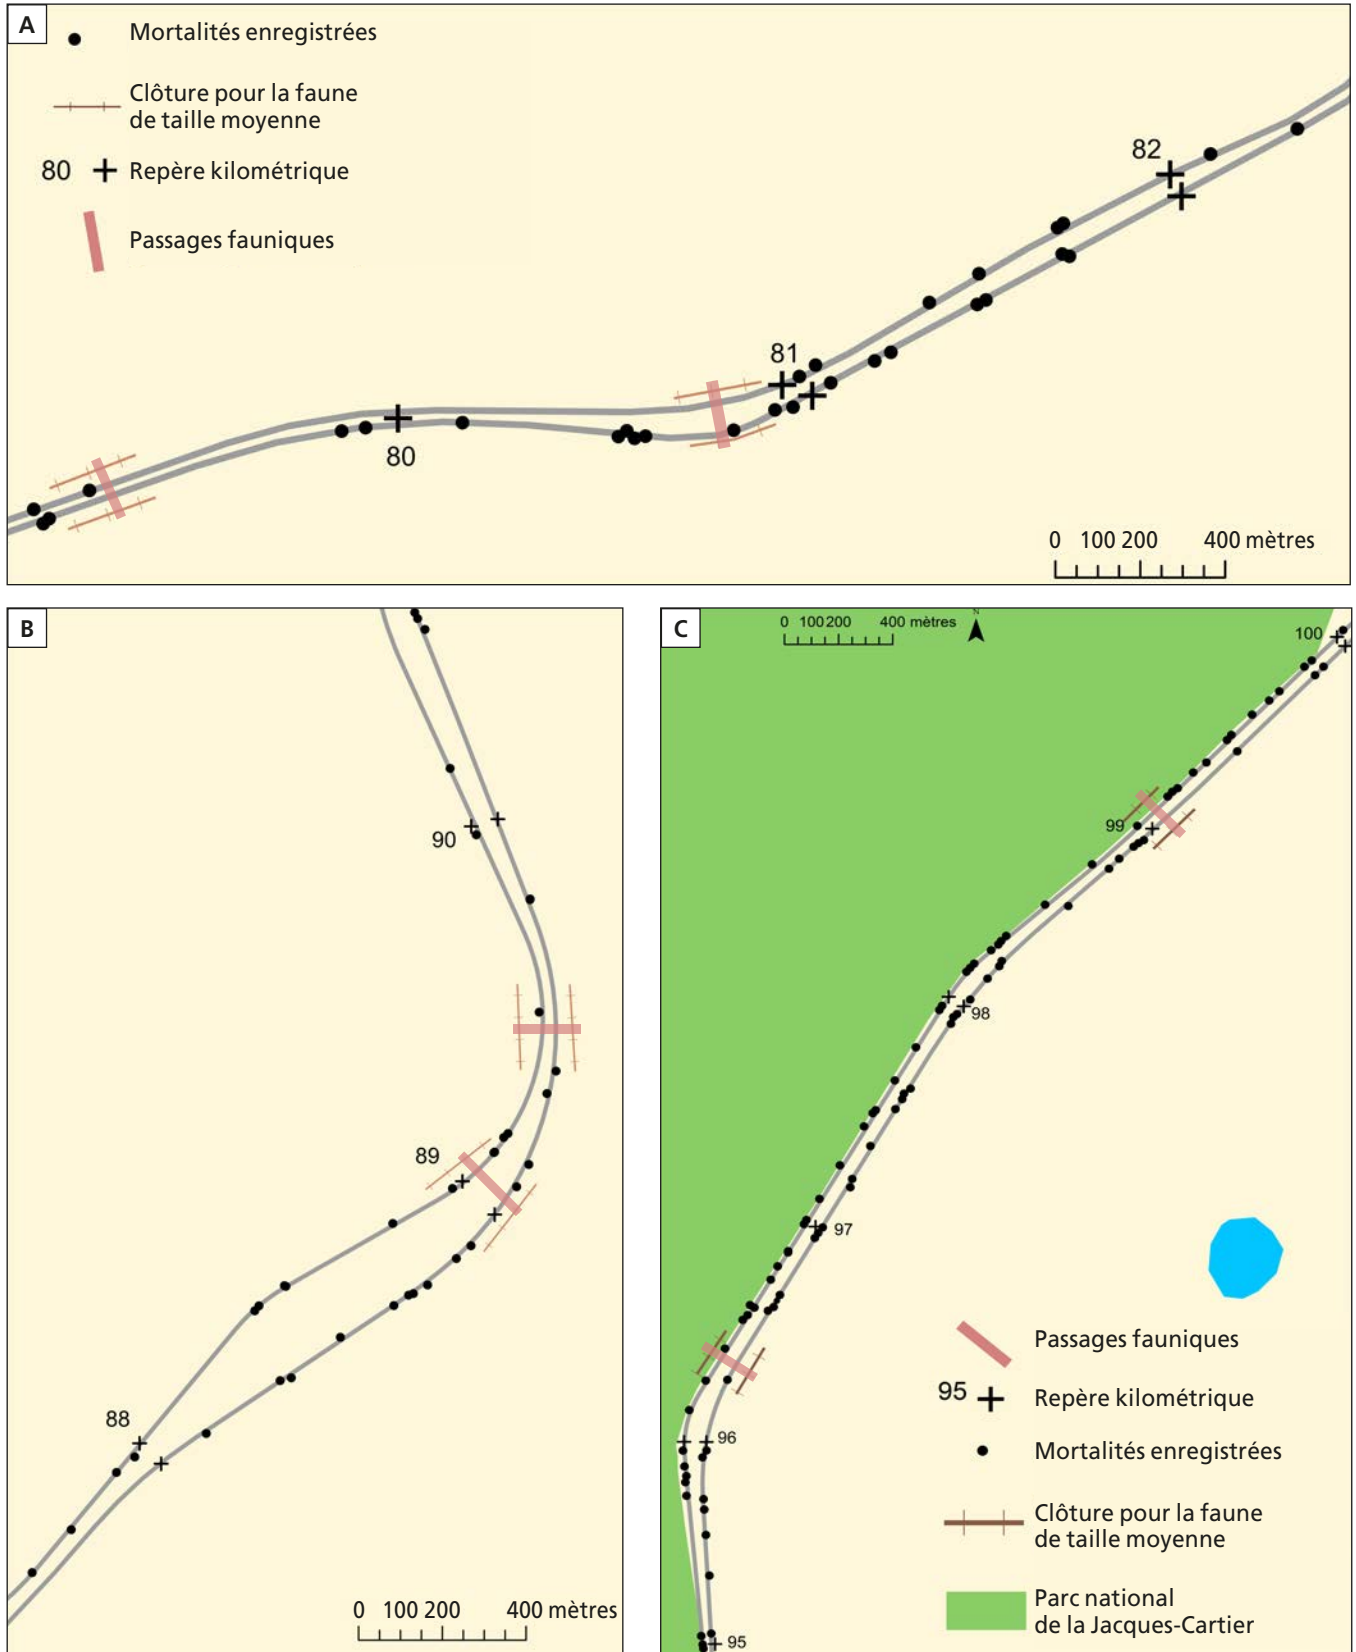 A
Mortalités enregistrées
Clôture pour la faune
de taille moyenne
80 Repère kilométrique
Passages fauniques
82
81
80
0 100 200 400 mètres
B
90
89
88
0 100 200 400 mètres
C
0 100 200 400 mètres
100
99
98
97
96
95
Passages fauniques
95 Repère kilométrique
Mortalités enregistrées
Clôture pour la faune
de taille moyenne
Parc national
de la Jacques-Cartier